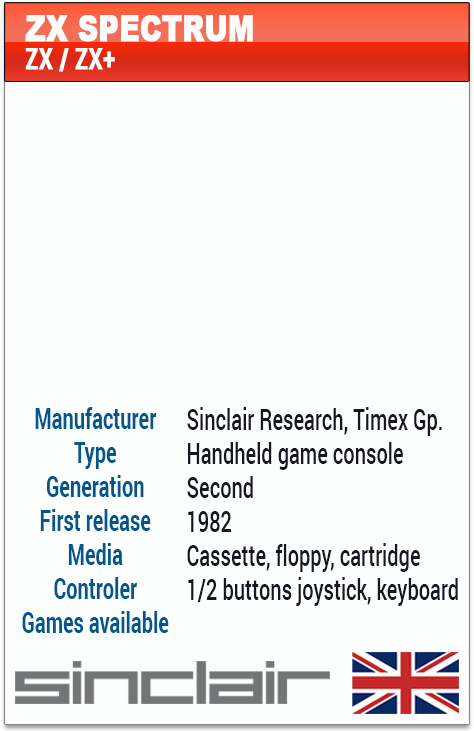 ZX SPECTRUM
ZX / ZX+
Manufacturer Sinclair Research, Timex Gp.
Type Handheld game console
Generation Second
First release 1982
Media Cassette, floppy, cartridge
Controler 1/2 buttons joystick, keyboard
Games available
sinclair